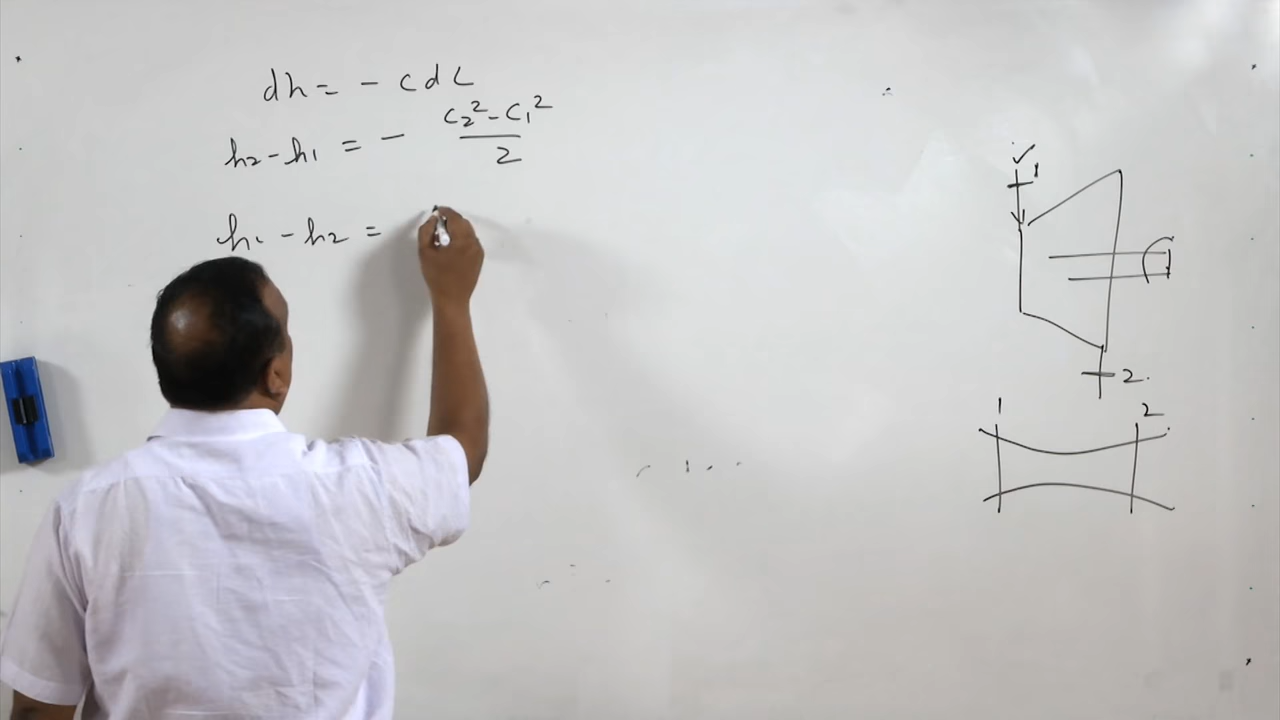 dh = - c dc
h₂ - h₁ = - (c₂² - c₁²)/2
h₁ - h₂ =
1
2.
1 2